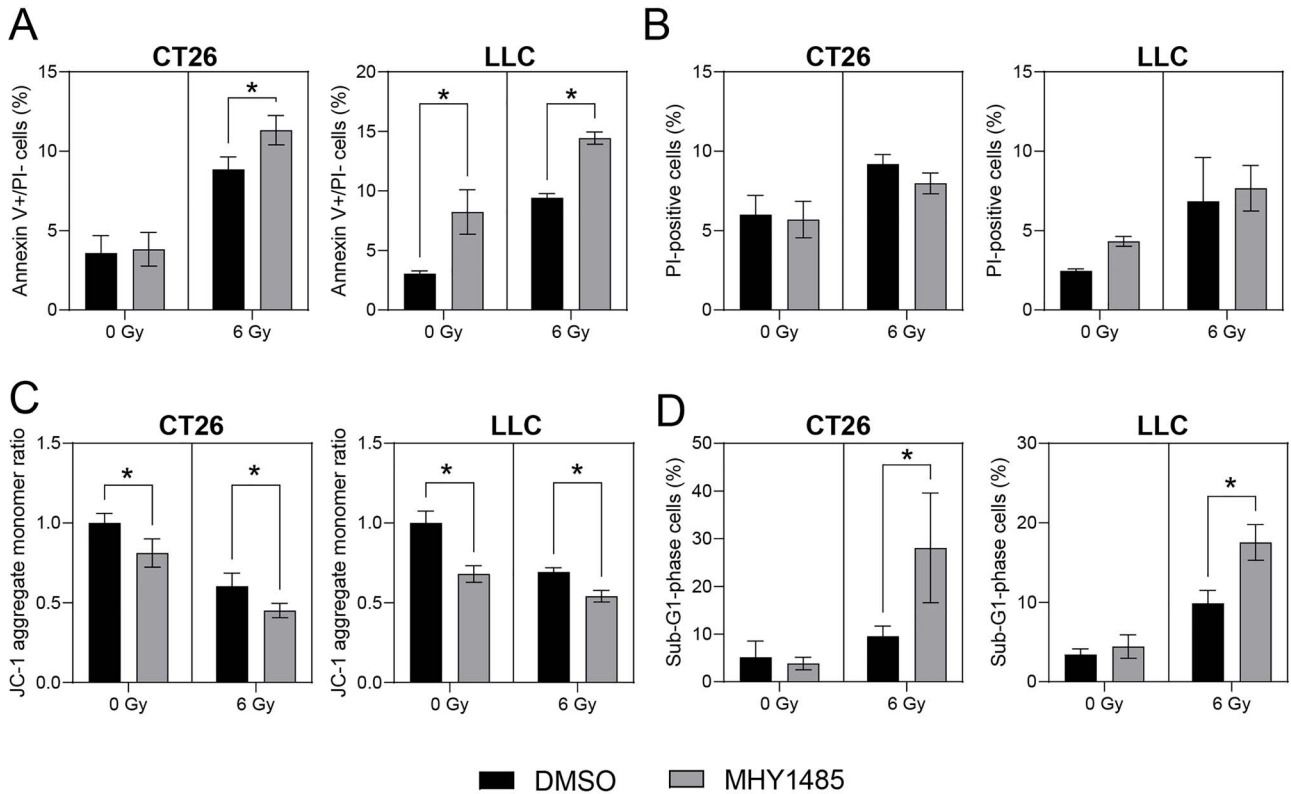 A
CT26
Annexin V+/PI- cells (%)
15
10
5
0
*
0 Gy
6 Gy
LLC
Annexin V+/PI- cells (%)
20
15
10
5
0
*
*
0 Gy
6 Gy
B
CT26
PI-positive cells (%)
15
10
5
0
0 Gy
6 Gy
LLC
PI-positive cells (%)
15
10
5
0
0 Gy
6 Gy
C
CT26
JC-1 aggregate monomer ratio
1.5
1.0
0.5
0.0
*
*
0 Gy
6 Gy
LLC
JC-1 aggregate monomer ratio
1.5
1.0
0.5
0.0
*
*
0 Gy
6 Gy
D
CT26
Sub-G1-phase cells (%)
50
40
30
20
10
0
*
0 Gy
6 Gy
LLC
Sub-G1-phase cells (%)
30
20
10
0
*
0 Gy
6 Gy
DMSO
MHY1485